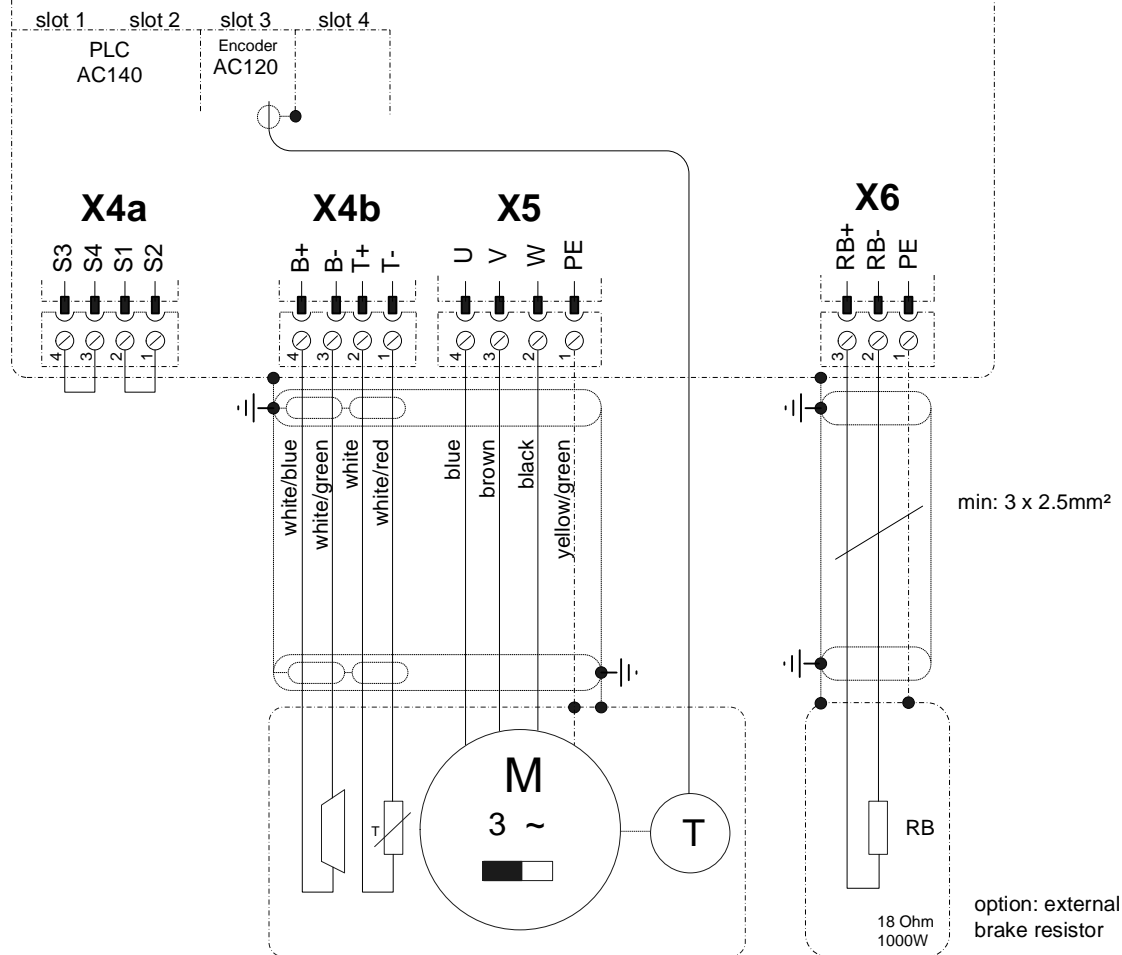 slot 1 slot 2 slot 3 slot 4
PLC
AC140
Encoder
AC120
X4a
X4b
X5
X6
S3 S4 S1 S2
B+ B- T+ T-
U V W PE
RB+ RB- PE
4 3 2 1
4 3 2 1
4 3 2 1
3 2 1
white/blue
white/green
white
white/red
blue
brown
black
yellow/green
min: 3 x 2.5mm²
M
3 ~
T
T
RB
18 Ohm
1000W
option: external
brake resistor